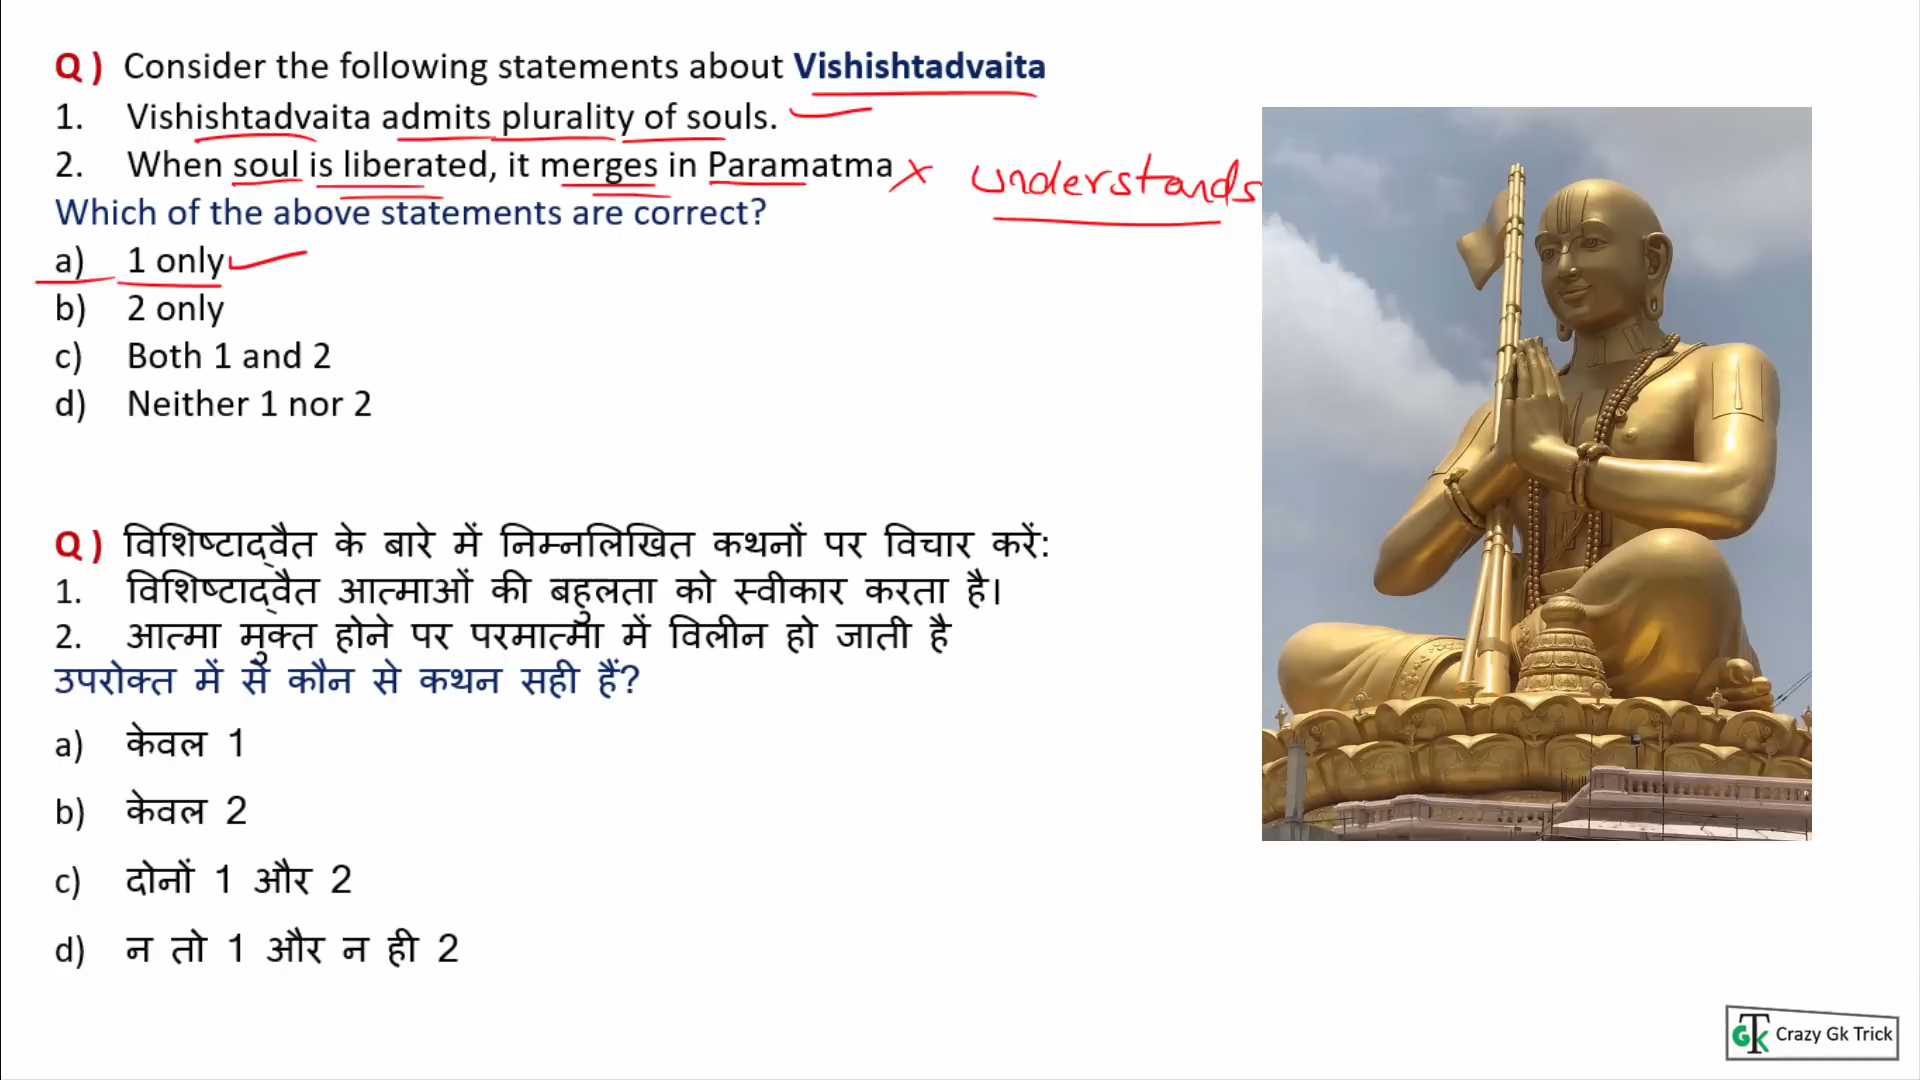 Q ) Consider the following statements about Vishishtadvaita
1. Vishishtadvaita admits plurality of souls.
2. When soul is liberated, it merges in Paramatma × understands
Which of the above statements are correct?
a) 1 only
b) 2 only
c) Both 1 and 2
d) Neither 1 nor 2
Q ) विशिष्टाद्वैत के बारे में निम्नलिखित कथनों पर विचार करें:
1. विशिष्टाद्वैत आत्माओं की बहुलता को स्वीकार करता है।
2. आत्मा मुक्त होने पर परमात्मा में विलीन हो जाती है
उपरोक्त में से कौन से कथन सही हैं?
a) केवल 1
b) केवल 2
c) दोनों 1 और 2
d) न तो 1 और न ही 2
GTK Crazy Gk Trick